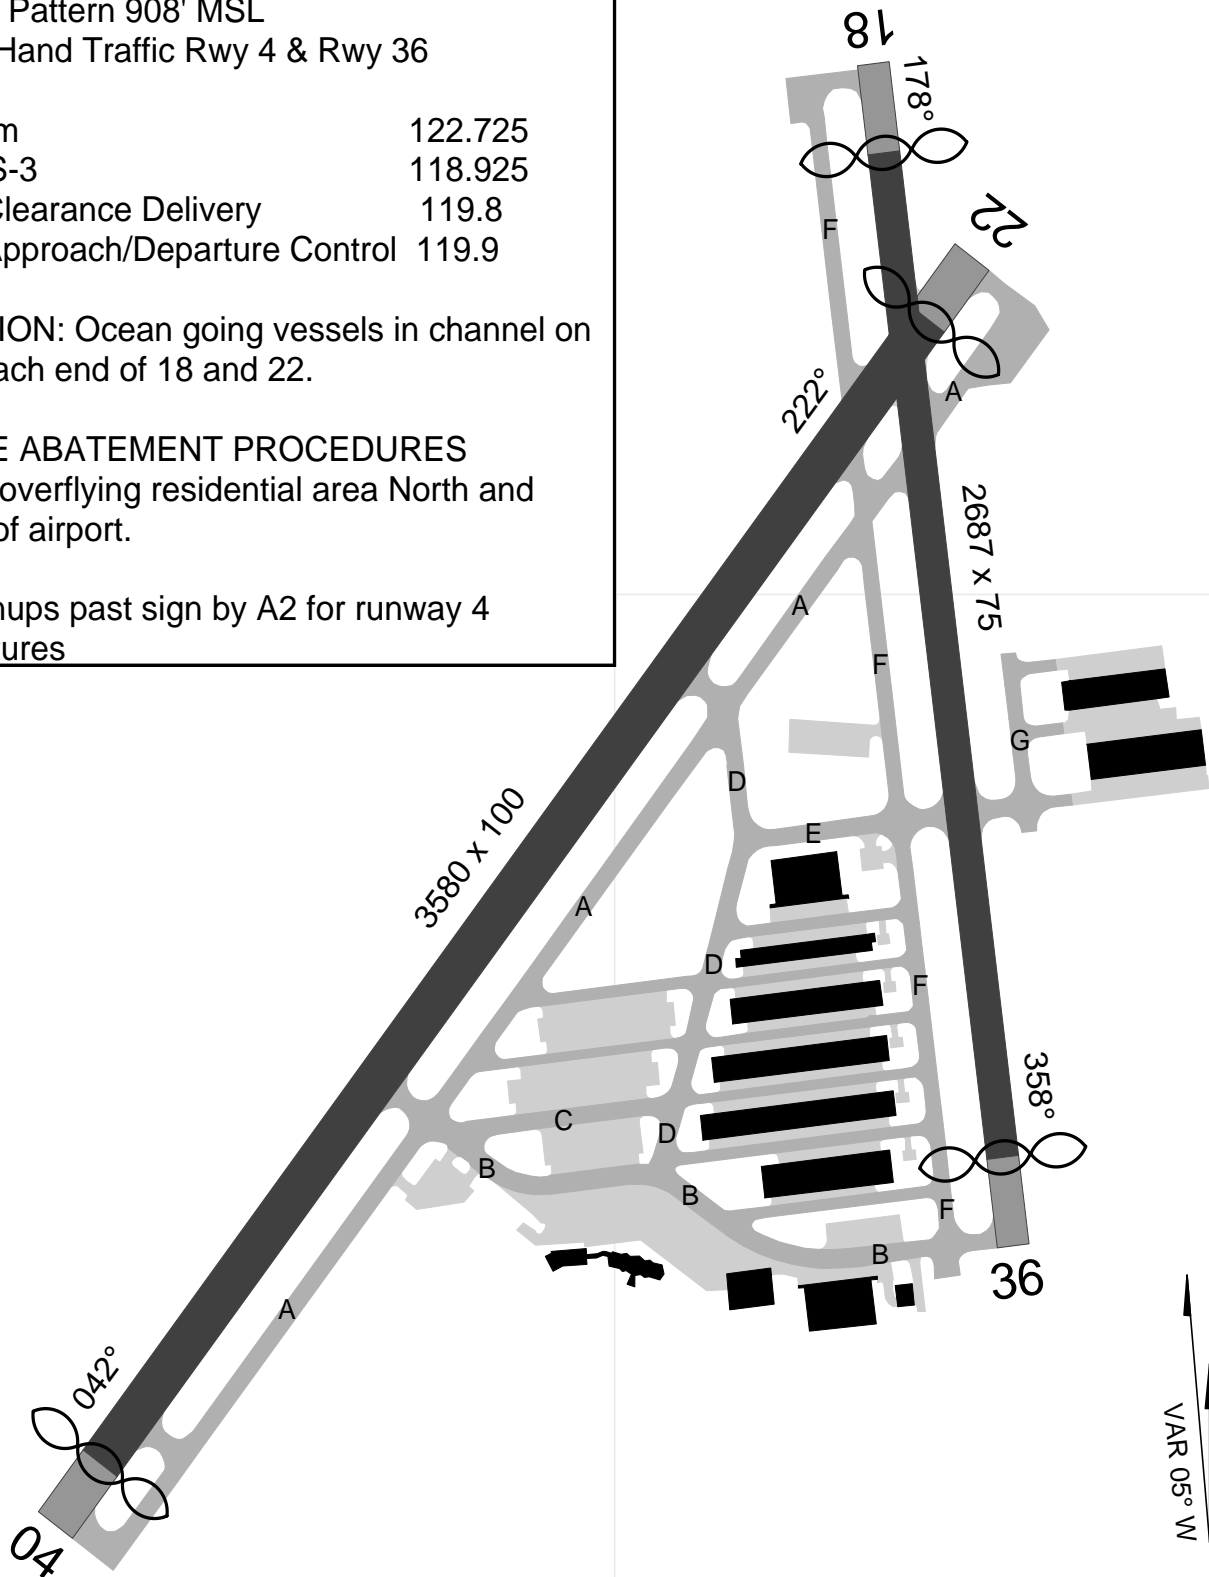 Pattern 908' MSL
Hand Traffic Rwy 4 & Rwy 36
m 122.725
S-3 118.925
Clearance Delivery 119.8
Approach/Departure Control 119.9
ION: Ocean going vessels in channel on
ach end of 18 and 22.
E ABATEMENT PROCEDURES
overflying residential area North and
of airport.
nups past sign by A2 for runway 4
tures
18
178°
22
F
A
222°
2687 x 75
A
F
G
D
E
3580 x 100
A
D
F
358°
C
D
B
B
F
B
36
A
042°
04
VAR 05° W